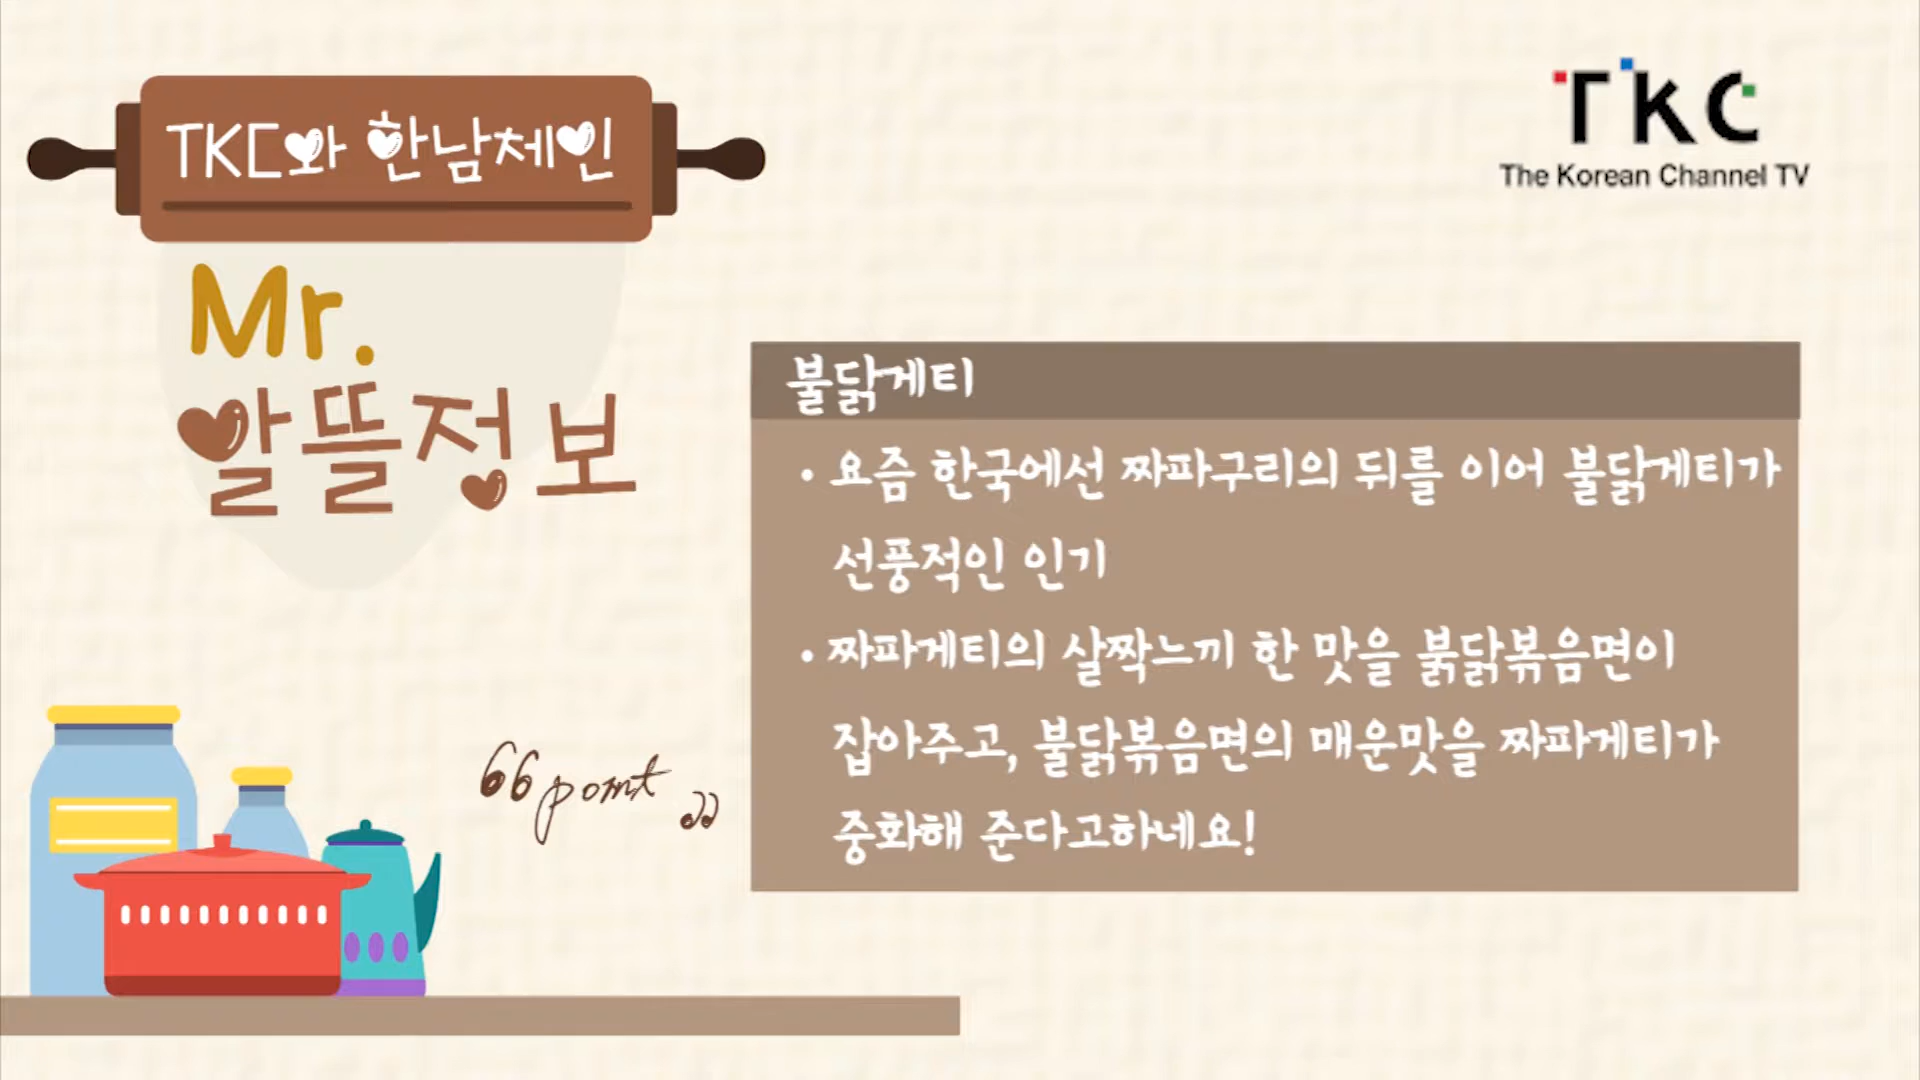 TKC와 한남체인
Mr.
알뜰정보
TKC
The Korean Channel TV
불닭게티
• 요즘 한국에선 짜파구리의 뒤를 이어 불닭게티가
선풍적인 인기
• 짜파게티의 살짝느끼 한 맛을 붉닭볶음면이
잡아주고, 불닭볶음면의 매운맛을 짜파게티가
중화해 준다고하네요!
66 point 99